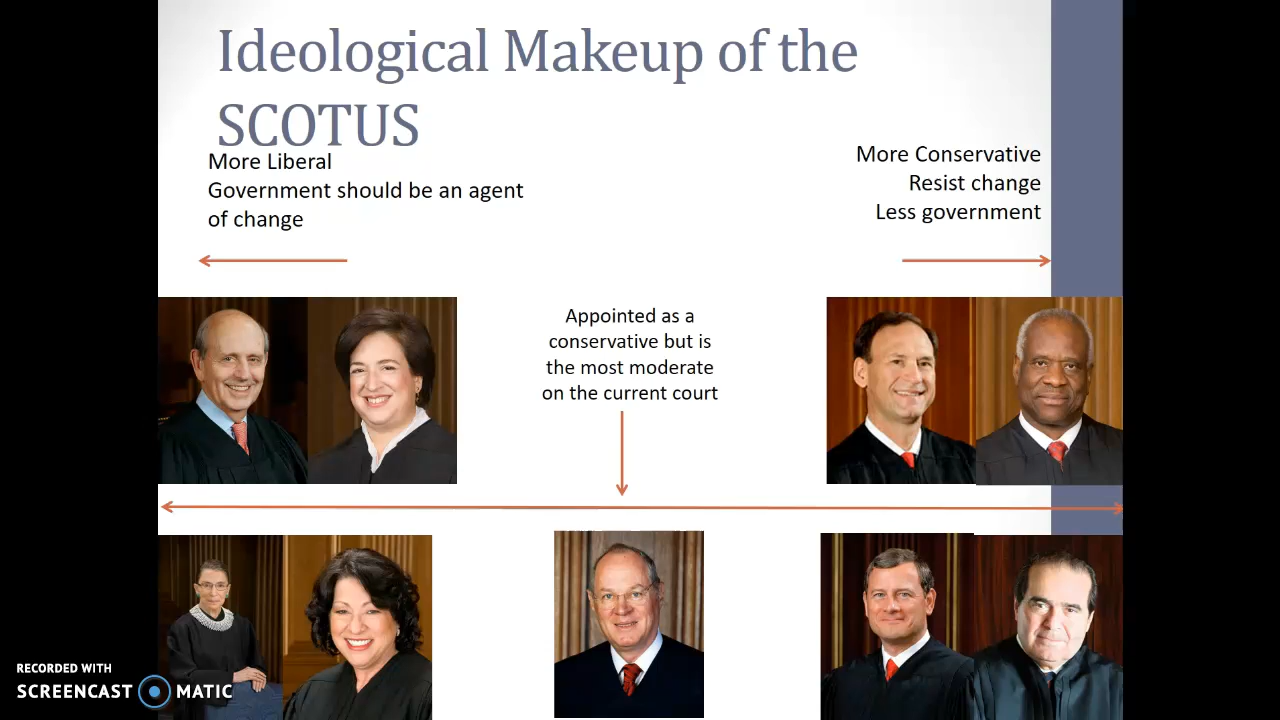 Ideological Makeup of the
SCOTUS
More Liberal
Government should be an agent
of change
More Conservative
Resist change
Less government
Appointed as a
conservative but is
the most moderate
on the current court
RECORDED WITH
SCREENCAST MATIC